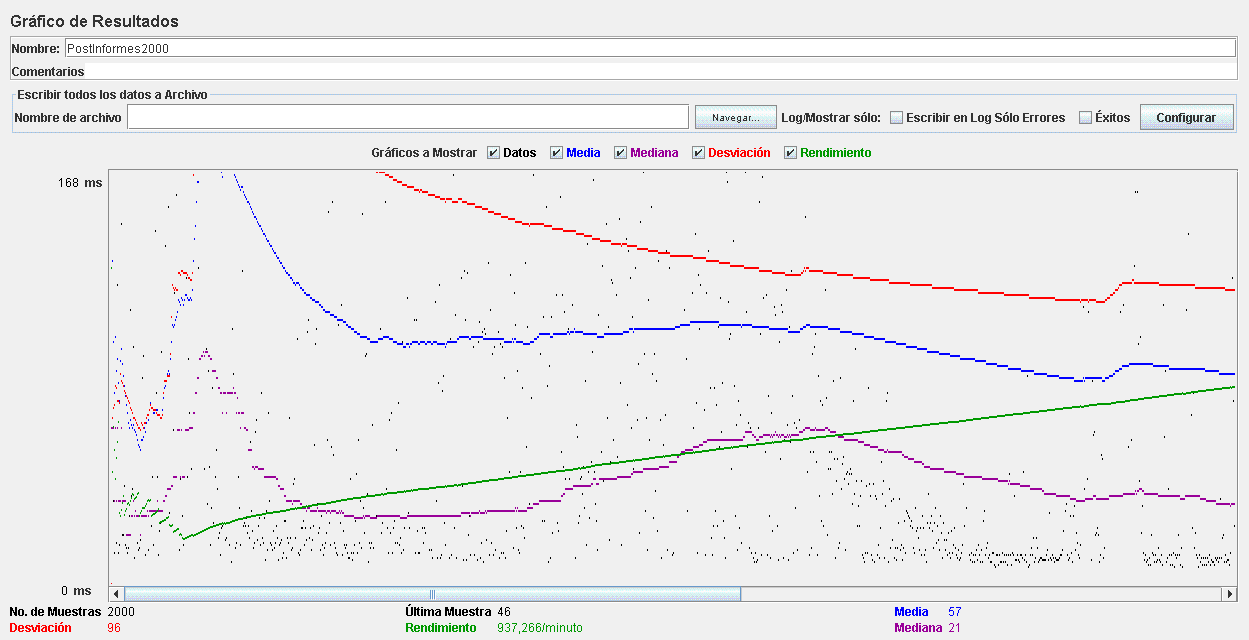 Gráfico de Resultados
Nombre: PostInformes2000
Comentarios
Escribir todos los datos a Archivo
Nombre de archivo Navegar... Log/Mostrar sólo: Escribir en Log Sólo Errores Éxitos Configurar
Gráficos a Mostrar Datos Media Mediana Desviación Rendimiento
168 ms
0 ms
No. de Muestras 2000 Última Muestra 46 Media 57
Desviación 96 Rendimiento 937,266/minuto Mediana 21